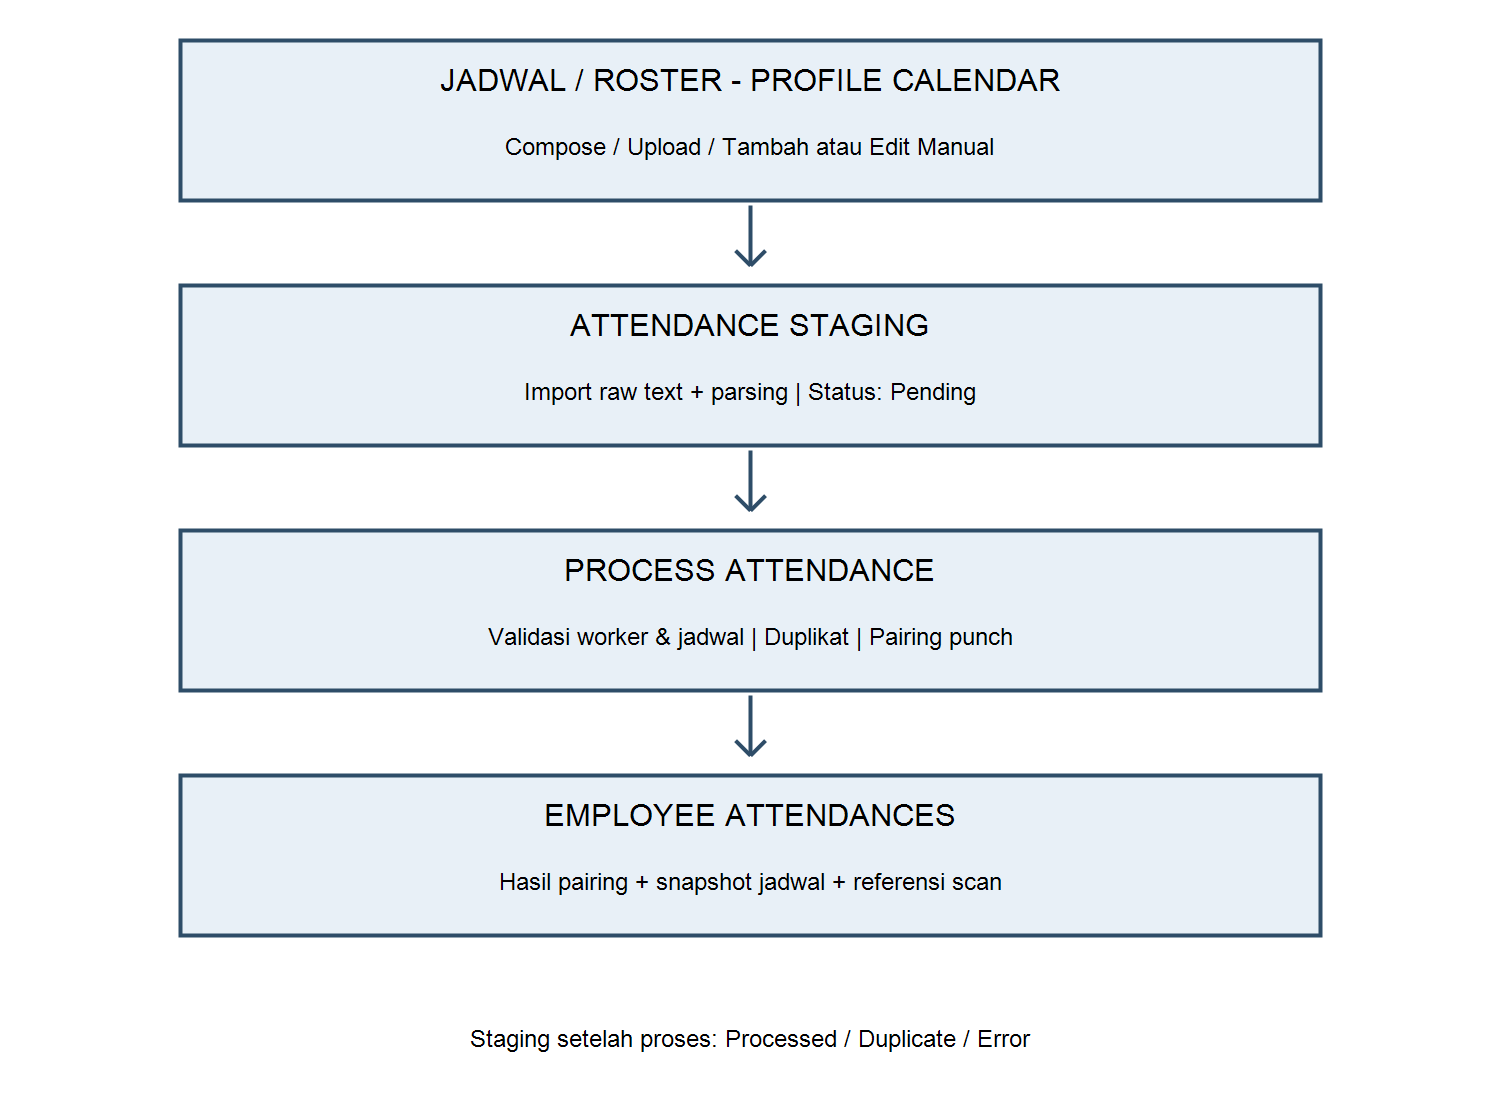 JADWAL / ROSTER - PROFILE CALENDAR
Compose / Upload / Tambah atau Edit Manual
ATTENDANCE STAGING
Import raw text + parsing | Status: Pending
PROCESS ATTENDANCE
Validasi worker & jadwal | Duplikat | Pairing punch
EMPLOYEE ATTENDANCES
Hasil pairing + snapshot jadwal + referensi scan
Staging setelah proses: Processed / Duplicate / Error